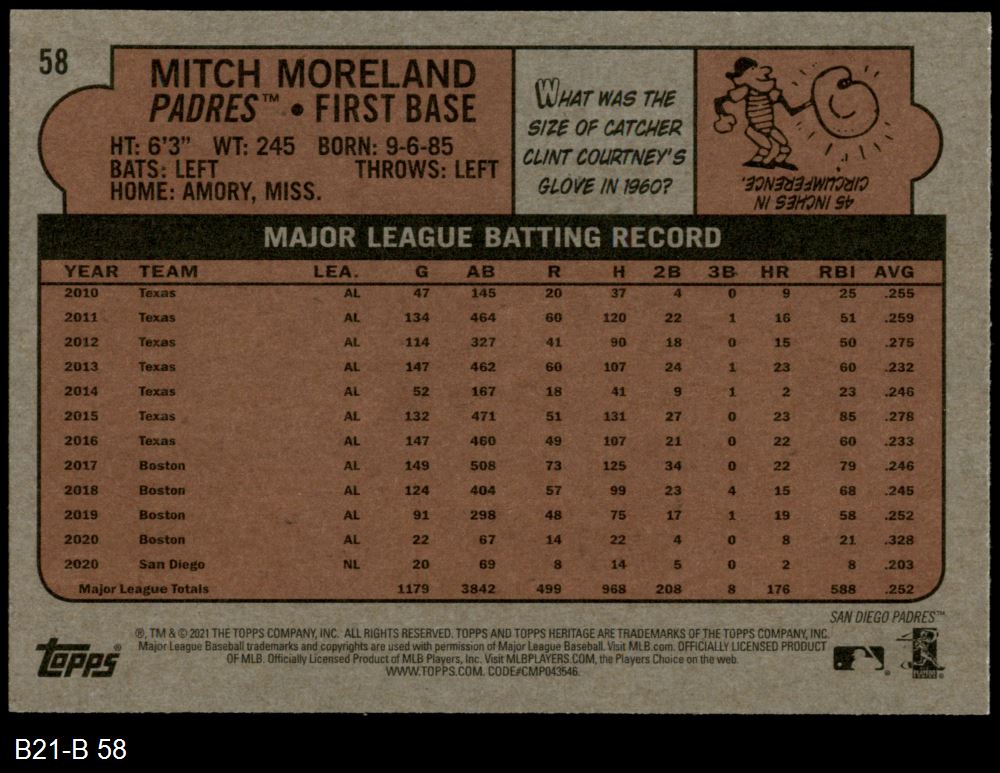 58
MITCH MORELAND
PADRES™ • FIRST BASE
HT: 6'3" WT: 245 BORN: 9-6-85
BATS: LEFT THROWS: LEFT
HOME: AMORY, MISS.
WHAT WAS THE
SIZE OF CATCHER
CLINT COURTNEY'S
GLOVE IN 1960?
45 INCHES IN
CIRCUMFERENCE.
MAJOR LEAGUE BATTING RECORD
YEAR TEAM LEA. G AB R H 2B 3B HR RBI AVG
2010 Texas AL 47 145 20 37 4 0 9 25 .255
2011 Texas AL 134 464 60 120 22 1 16 51 .259
2012 Texas AL 114 327 41 90 18 0 15 50 .275
2013 Texas AL 147 462 60 107 24 1 23 60 .232
2014 Texas AL 52 167 18 41 9 1 2 23 .246
2015 Texas AL 132 471 51 131 27 0 23 85 .278
2016 Texas AL 147 460 49 107 21 0 22 60 .233
2017 Boston AL 149 508 73 125 34 0 22 79 .246
2018 Boston AL 124 404 57 99 23 4 15 68 .245
2019 Boston AL 91 298 48 75 17 1 19 58 .252
2020 Boston AL 22 67 14 22 4 0 8 21 .328
2020 San Diego NL 20 69 8 14 5 0 2 8 .203
Major League Totals 1179 3842 499 968 208 8 176 588 .252
SAN DIEGO PADRES™
topps®
®, TM & © 2021 THE TOPPS COMPANY, INC. ALL RIGHTS RESERVED. TOPPS AND TOPPS HERITAGE ARE TRADEMARKS OF THE TOPPS COMPANY, INC.
Major League Baseball trademarks and copyrights are used with permission of Major League Baseball. Visit MLB.com. OFFICIALLY LICENSED PRODUCT
OF MLB. Officially Licensed Product of MLB Players, Inc. Visit MLBPLAYERS.COM, the Players Choice on the web.
WWW.TOPPS.COM. CODE#CMP043546.
B21-B 58